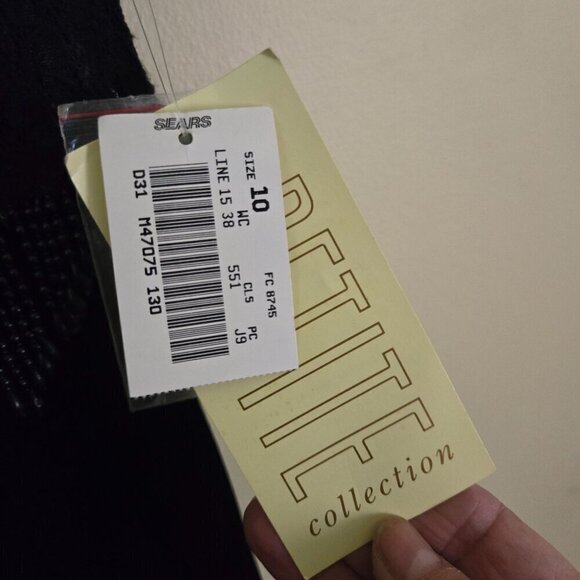 SEARS
SIZE 10
WC
LINE 15 38
D31 M47075 130
FC 8745
CLS
551
PC
J9
PETITE
collection